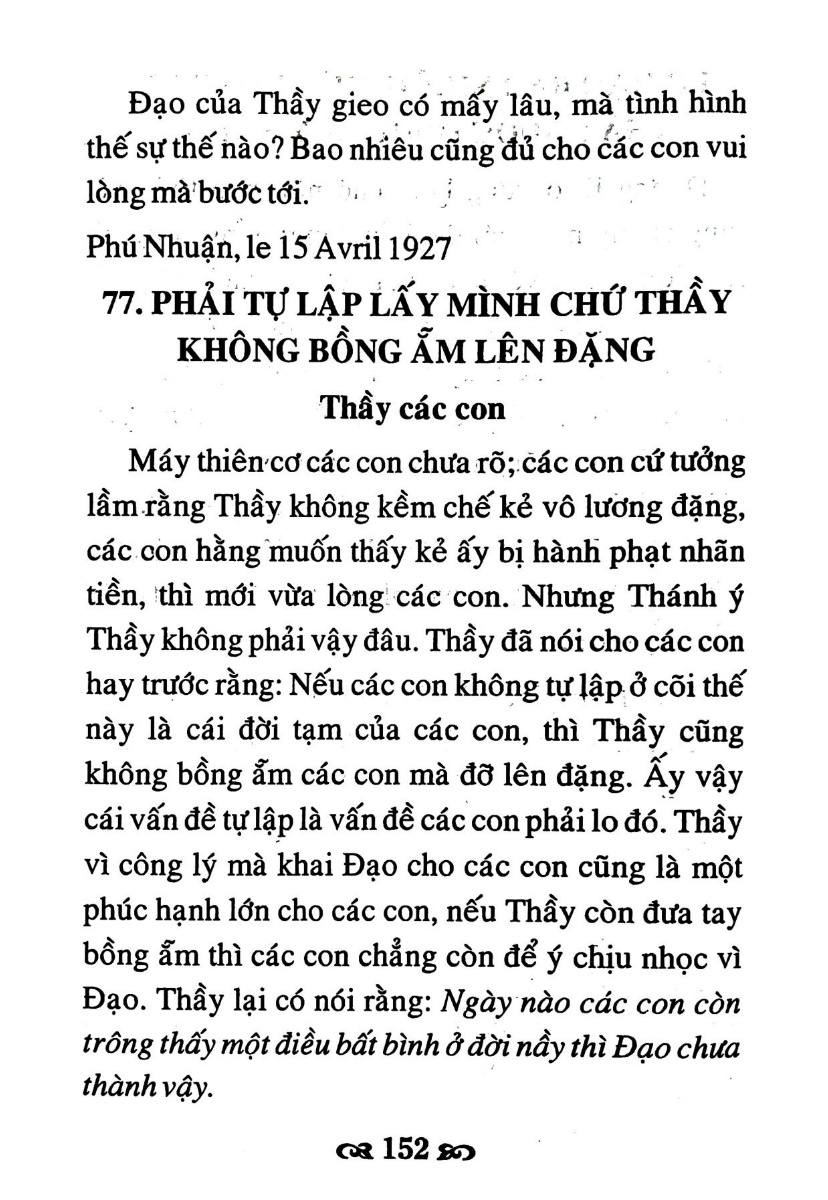 Đạo của Thầy gieo có mấy lâu, mà tình hình
thế sự thế nào? Bao nhiêu cũng đủ cho các con vui
lòng mà bước tới.
Phú Nhuận, le 15 Avril 1927
77. PHẢI TỰ LẬP LẤY MÌNH CHỨ THẦY
KHÔNG BỒNG ẲM LÊN ĐẶNG
Thầy các con
Máy thiên cơ các con chưa rõ; các con cứ tưởng
lầm rằng Thầy không kềm chế kẻ vô lương đặng,
các con hằng muốn thấy kẻ ấy bị hành phạt nhãn
tiền, thì mới vừa lòng các con. Nhưng Thánh ý
Thầy không phải vậy đâu. Thầy đã nói cho các con
hay trước rằng: Nếu các con không tự lập ở cõi thế
này là cái đời tạm của các con, thì Thầy cũng
không bồng ẵm các con mà đỡ lên đặng. Ấy vậy
cái vấn đề tự lập là vấn đề các con phải lo đó. Thầy
vì công lý mà khai Đạo cho các con cũng là một
phúc hạnh lớn cho các con, nếu Thầy còn đưa tay
bồng ẵm thì các con chẳng còn để ý chịu nhọc vì
Đạo. Thầy lại có nói rằng: Ngày nào các con còn
trông thấy một điều bất bình ở đời nầy thì Đạo chưa
thành vậy.
152